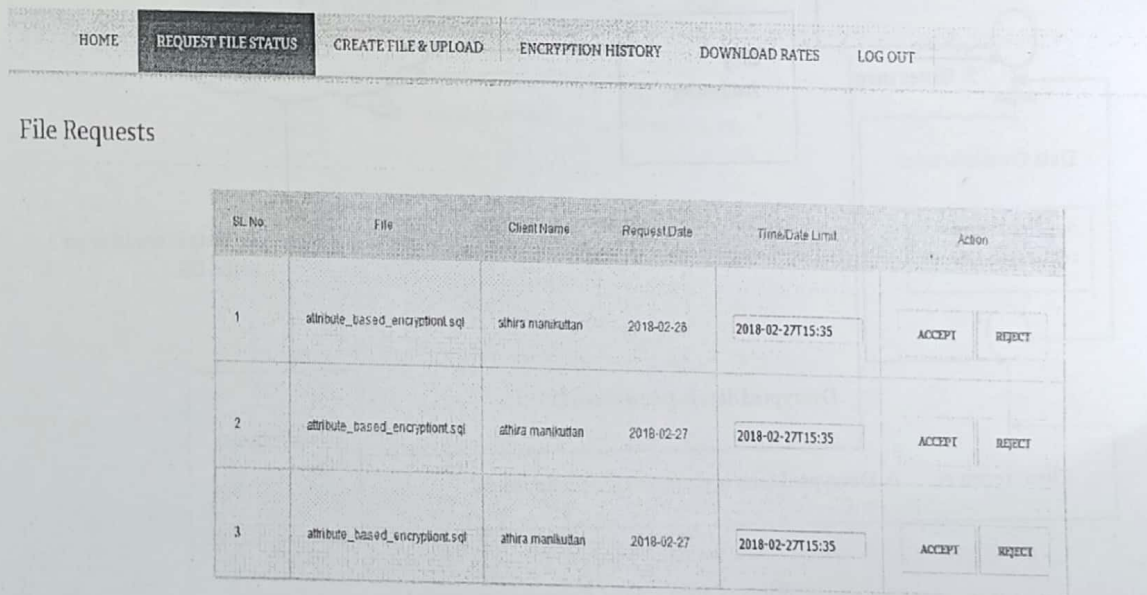 HOME REQUEST FILE STATUS CREATE FILE & UPLOAD ENCRYPTION HISTORY DOWNLOAD RATES LOG OUT
File Requests
SL No. File Client Name Request Date Time/Date Limit Action
1 attribute_based_encryption1.sql athira manikuttan 2018-02-26 2018-02-27T15:35 ACCEPT REJECT
2 attribute_based_encryption1.sql athira manikuttan 2018-02-27 2018-02-27T15:35 ACCEPT REJECT
3 attribute_based_encryption1.sql athira manikuttan 2018-02-27 2018-02-27T15:35 ACCEPT REJECT